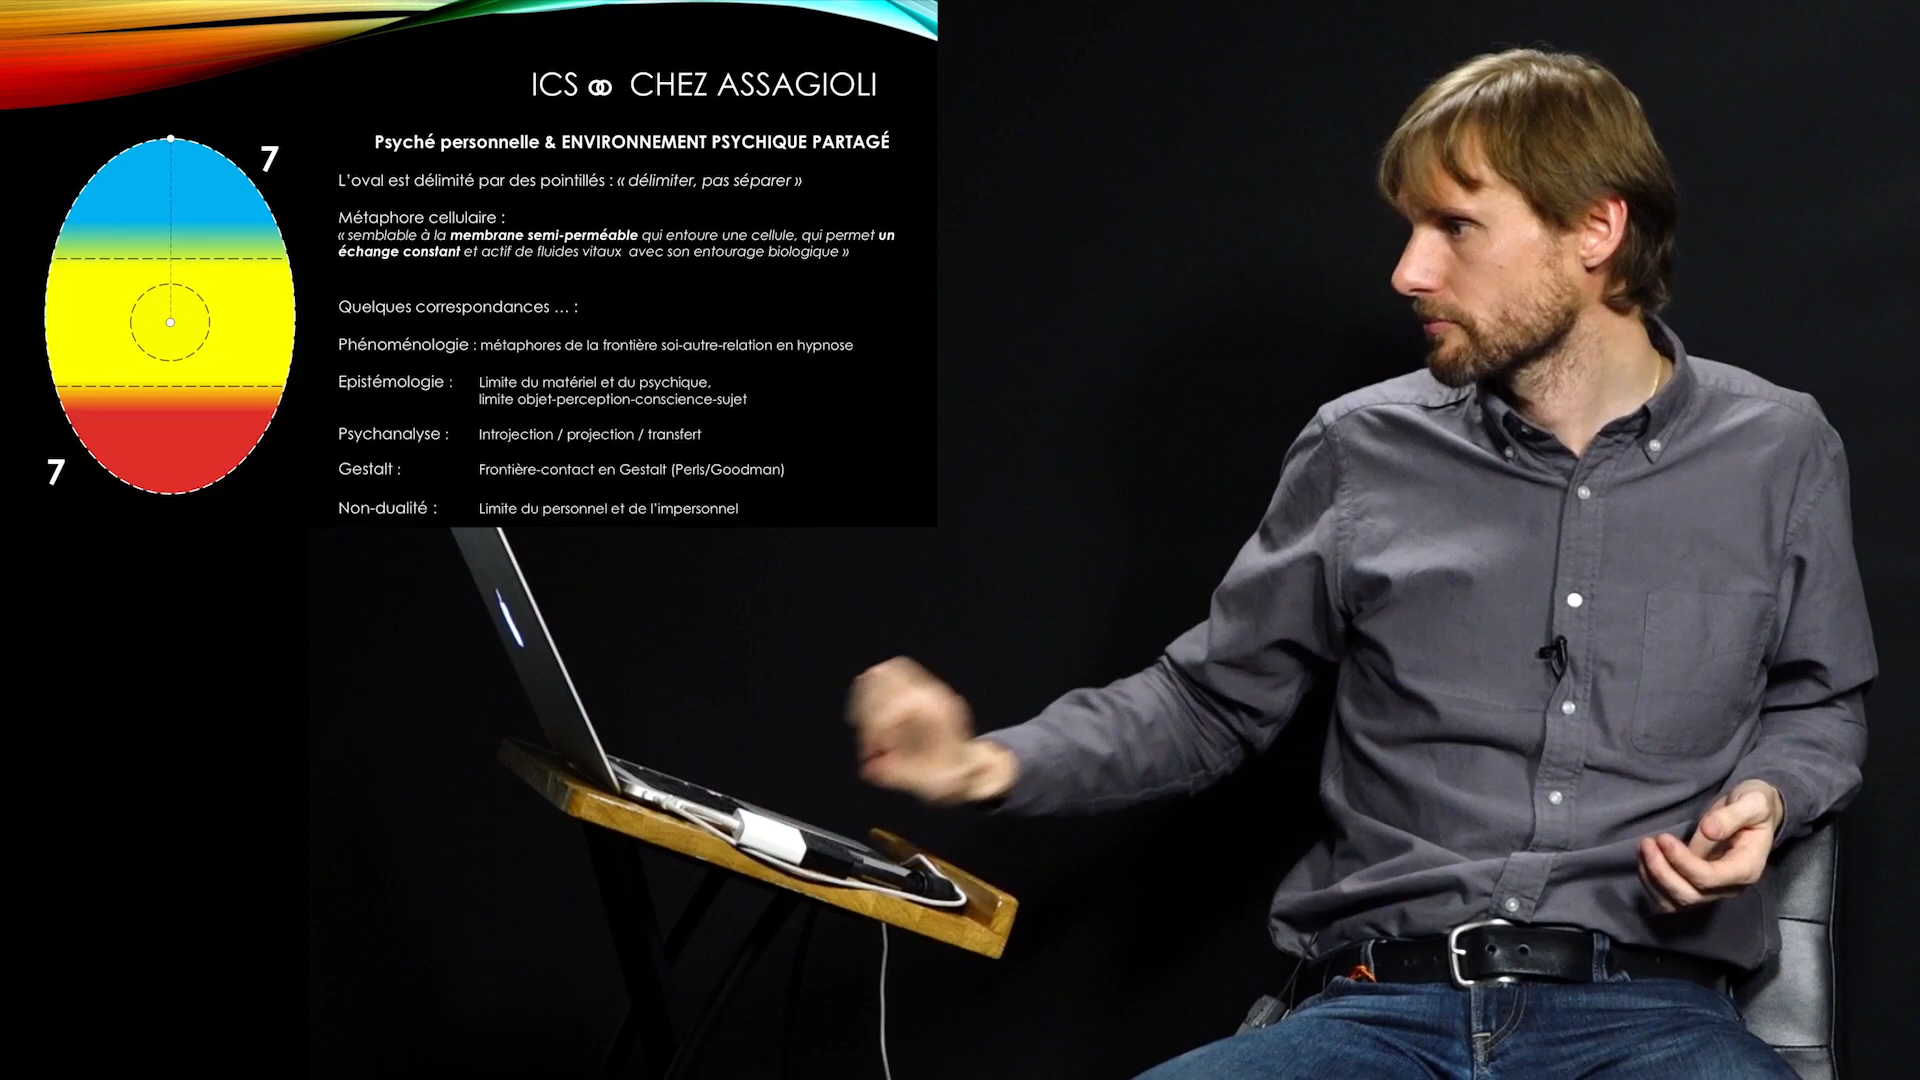 ICS CHEZ ASSAGIOLI
Psyché personnelle & ENVIRONNEMENT PSYCHIQUE PARTAGÉ
7
L'oval est délimité par des pointillés : « délimiter, pas séparer »
Métaphore cellulaire :
« semblable à la membrane semi-perméable qui entoure une cellule, qui permet un
échange constant et actif de fluides vitaux avec son entourage biologique »
Quelques correspondances ... :
Phénoménologie : métaphores de la frontière soi-autre-relation en hypnose
Epistémologie : Limite du matériel et du psychique,
limite objet-perception-conscience-sujet
Psychanalyse : Introjection / projection / transfert
Gestalt : Frontière-contact en Gestalt (Perls/Goodman)
7
Non-dualité : Limite du personnel et de l'impersonnel